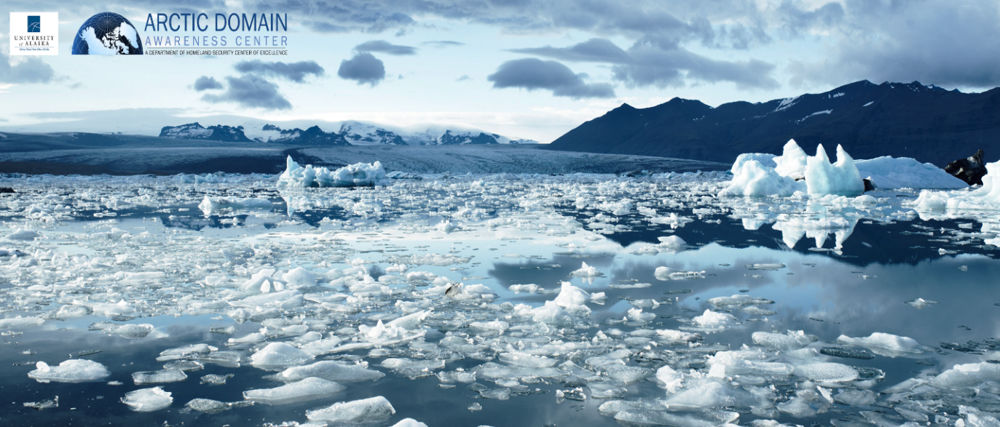 UNIVERSITY
of ALASKA
ARCTIC DOMAIN
AWARENESS CENTER
A DEPARTMENT OF HOMELAND SECURITY CENTER OF EXCELLENCE